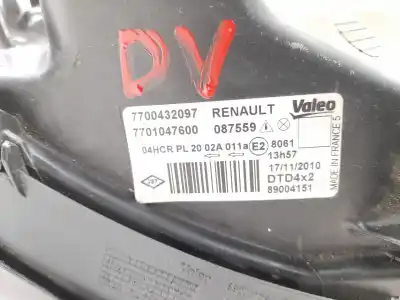 DV
7700432097 RENAULT Valeo
7701047600 087559
04HCR PL 20 02A 011a E2 8061
13h57
17/11/2010
DTD4x2
89004151
MADE IN FRANCE 5